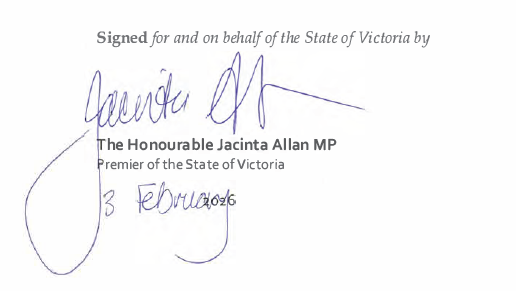 Signed for and on behalf of the State of Victoria by
Jacinta
The Honourable Jacinta Allan MP
Premier of the State of Victoria
3 February 2026